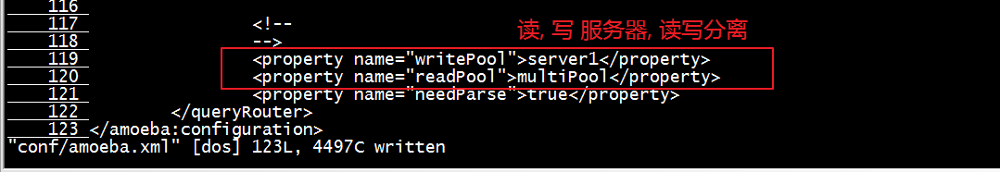 116
117 <!--
读, 写 服务器, 读写分离
118 -->
119 <property name="writePool">server1</property>
120 <property name="readPool">multiPool</property>
121 <property name="needParse">true</property>
122 </queryRouter>
123 </amoeba:configuration>
"conf/amoeba.xml" [dos] 123L, 4497C written